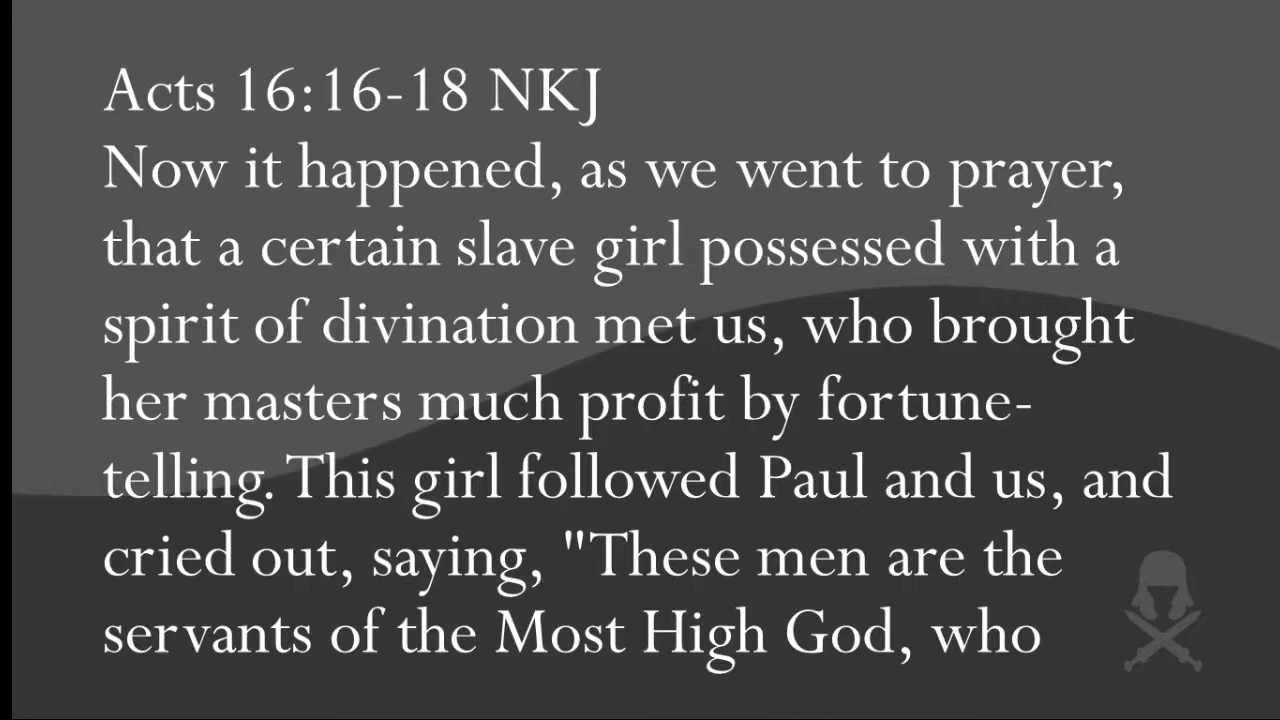 Acts 16:16-18 NKJ
Now it happened, as we went to prayer,
that a certain slave girl possessed with a
spirit of divination met us, who brought
her masters much profit by fortune-
telling. This girl followed Paul and us, and
cried out, saying, "These men are the
servants of the Most High God, who